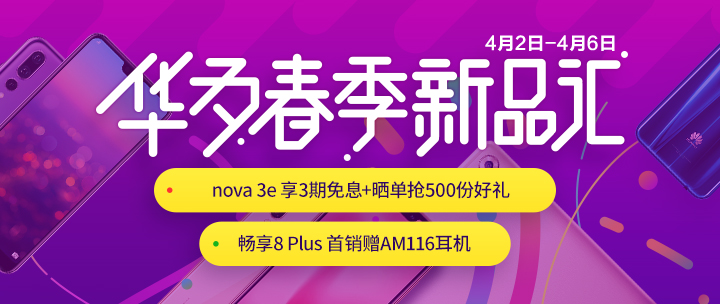 4月2日-4月6日
华为春季新品汇
nova 3e 享3期免息+晒单抢500份好礼
畅享8 Plus 首销赠AM116耳机
HUAWEI